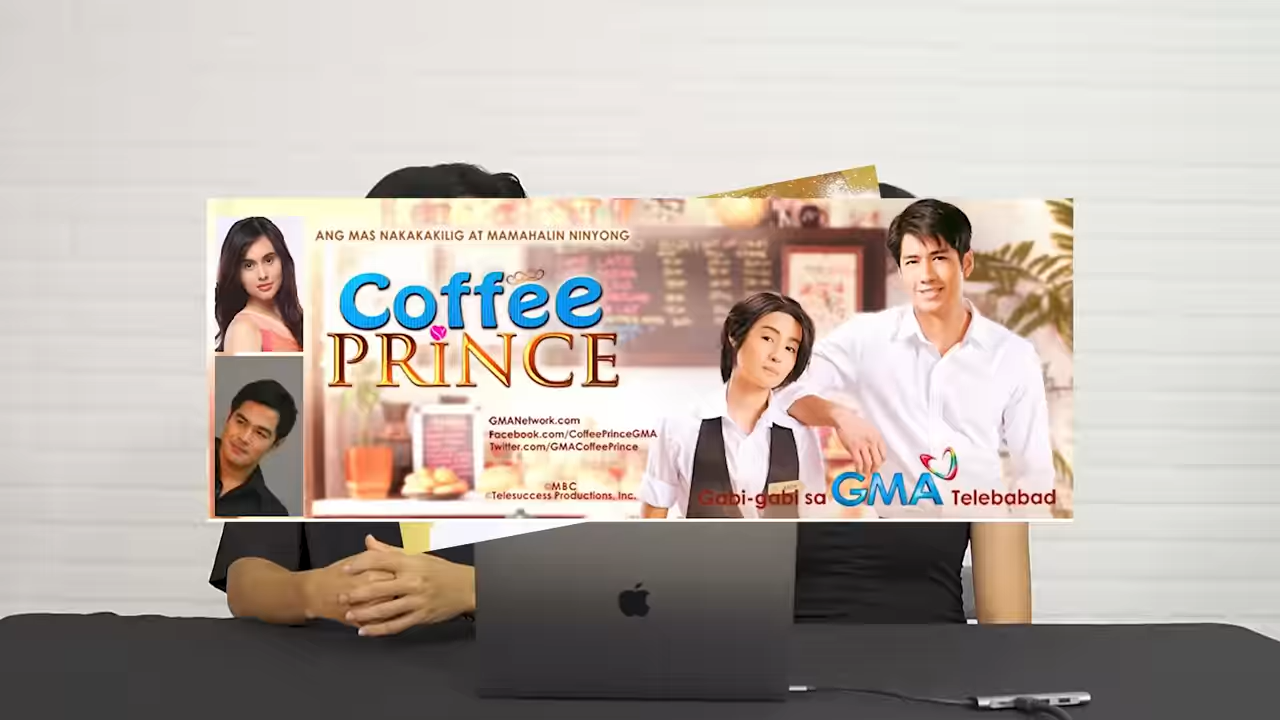 ANG MAS NAKAKAKILIG AT MAMAHALIN NINYONG
Coffee
PRiNCE
GMANetwork.com
Facebook.com/CoffeePrinceGMA
Twitter.com/GMACoffeePrince
©MBC
©Telesuccess Productions, Inc.
Gabi-gabi sa GMA Telebabad